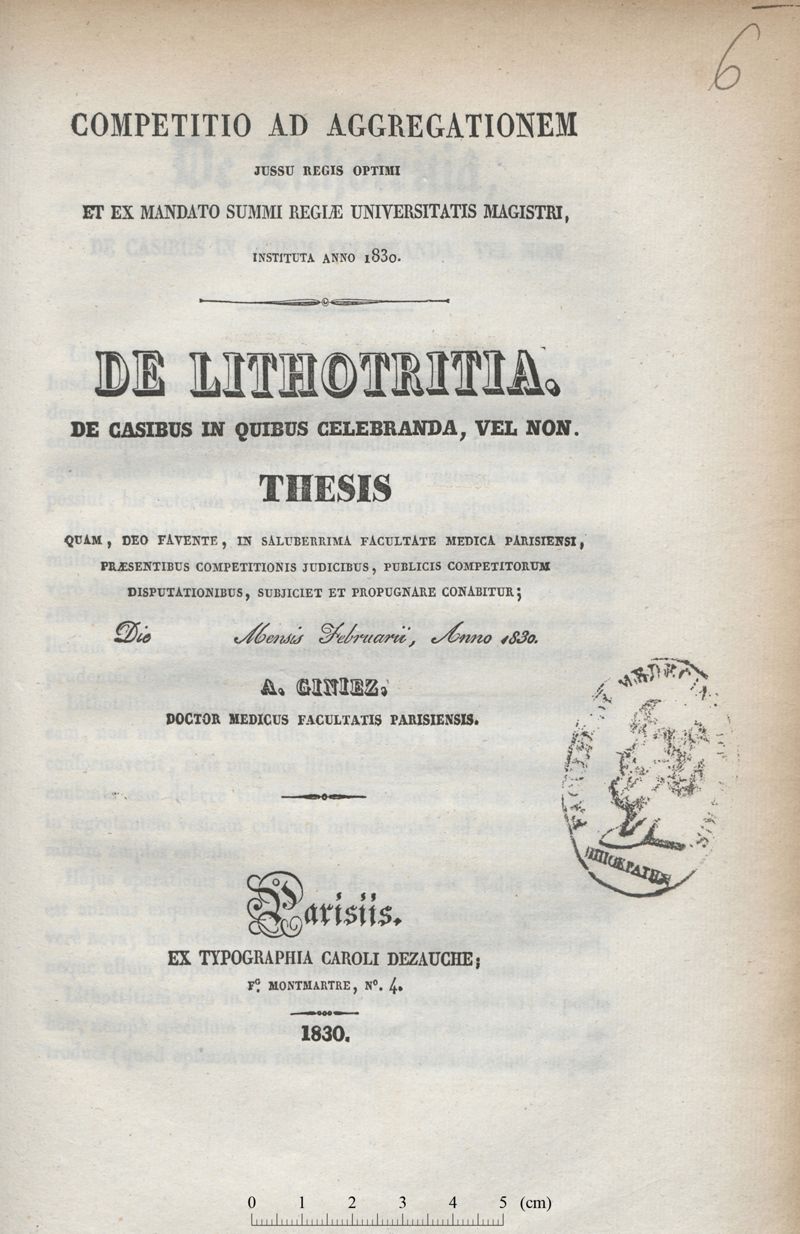 6
COMPETITIO AD AGGREGATIONEM
JUSSU REGIS OPTIMI
ET EX MANDATO SUMMI REGIÆ UNIVERSITATIS MAGISTRI,
INSTITUTA ANNO 1830.
DE LITHOTRITIA.
DE CASIBUS IN QUIBUS CELEBRANDA, VEL NON.
THESIS
QUAM, DEO FAVENTE, IN SALUBERRIMA FACULTATE MEDICA PARISIENSI,
PRÆSENTIBUS COMPETITIONIS JUDICIBUS, PUBLICIS COMPETITORUM
DISPUTATIONIBUS, SUBJICIET ET PROPUGNARE CONABITUR;
Die Mensis Februarii, Anno 1830.
A. GINIEZ,
DOCTOR MEDICUS FACULTATIS PARISIENSIS.
DE MEDECIN
ΙΠΠΟΚΡΑΤΗΣ
Parisiis.
EX TYPOGRAPHIA CAROLI DEZAUCHE;
Fg. MONTMARTRE, No. 4.
1830.
0 1 2 3 4 5 (cm)